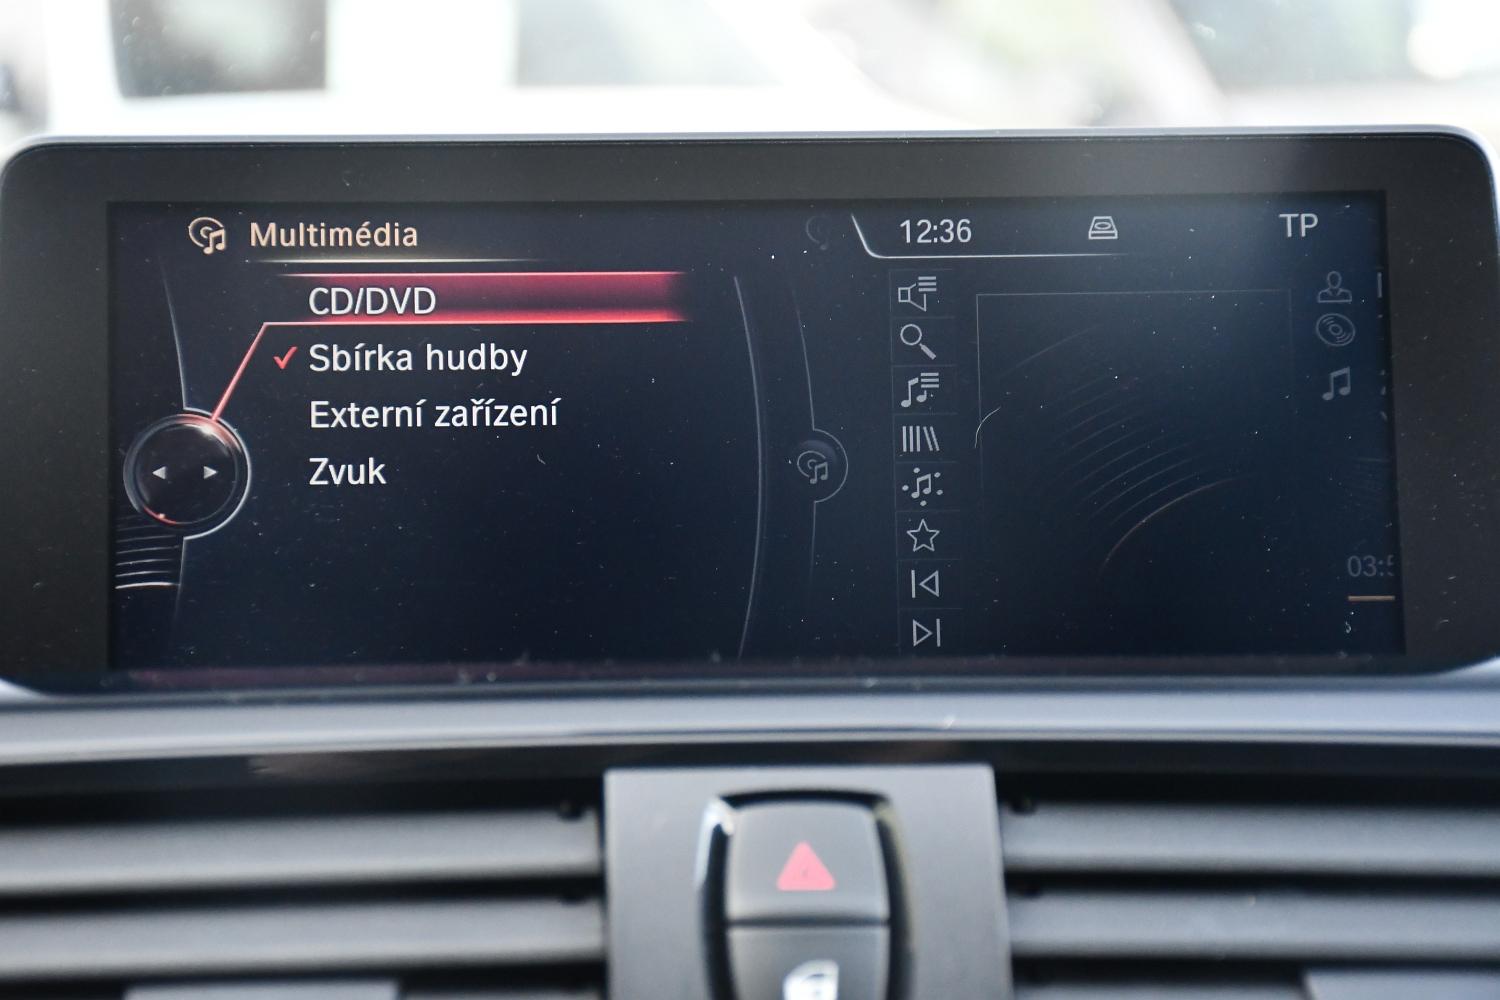 Multimédia
12:36
TP
CD/DVD
Sbírka hudby
Externí zařízení
Zvuk